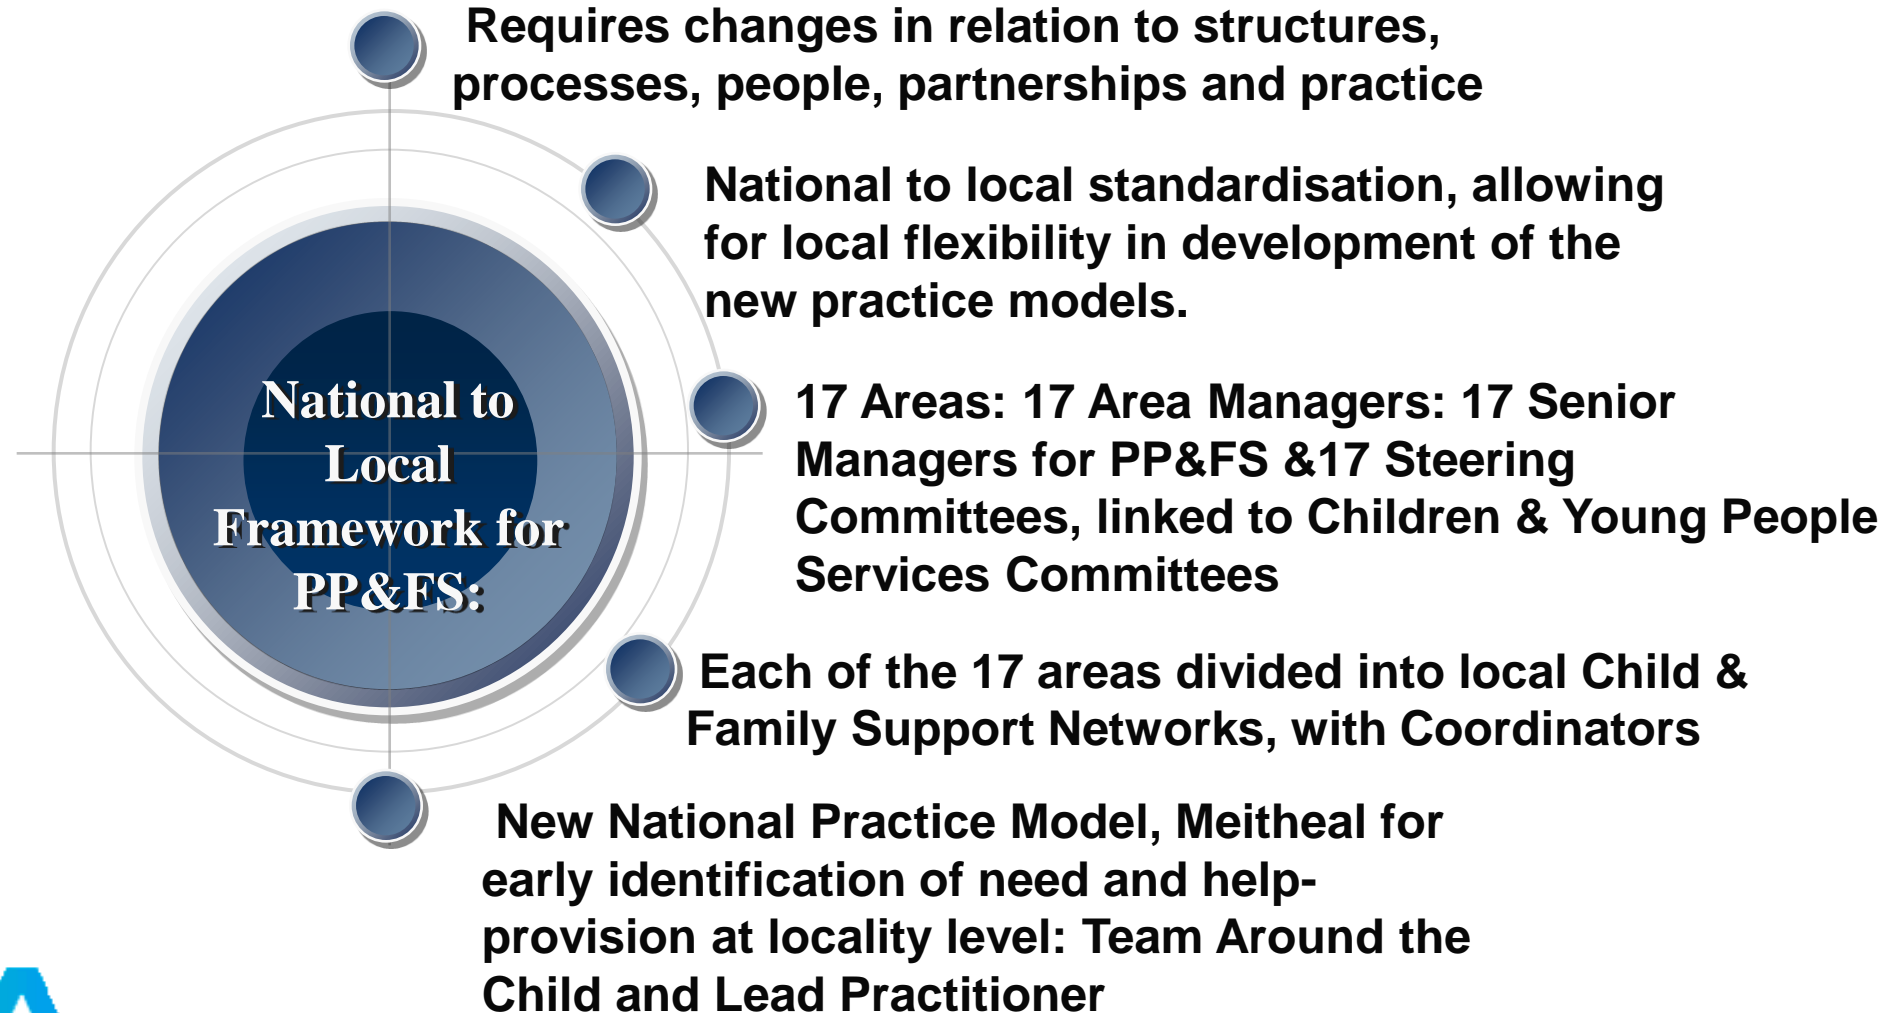 Requires changes in relation to structures,
processes, people, partnerships and practice
National to local standardisation, allowing
for local flexibility in development of the
new practice models.
National to
Local
Framework for
PP&FS:
17 Areas: 17 Area Managers: 17 Senior
Managers for PP&FS &17 Steering
Committees, linked to Children & Young People
Services Committees
Each of the 17 areas divided into local Child &
Family Support Networks, with Coordinators
New National Practice Model, Meitheal for
early identification of need and help-
provision at locality level: Team Around the
Child and Lead Practitioner